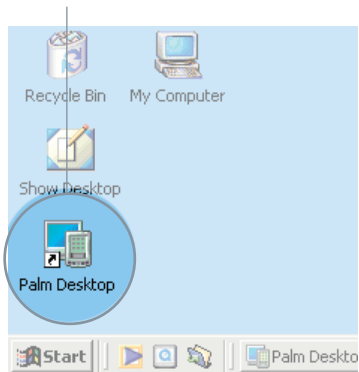 Recycle Bin My Computer
Show Desktop
Palm Desktop
Start Palm Deskto